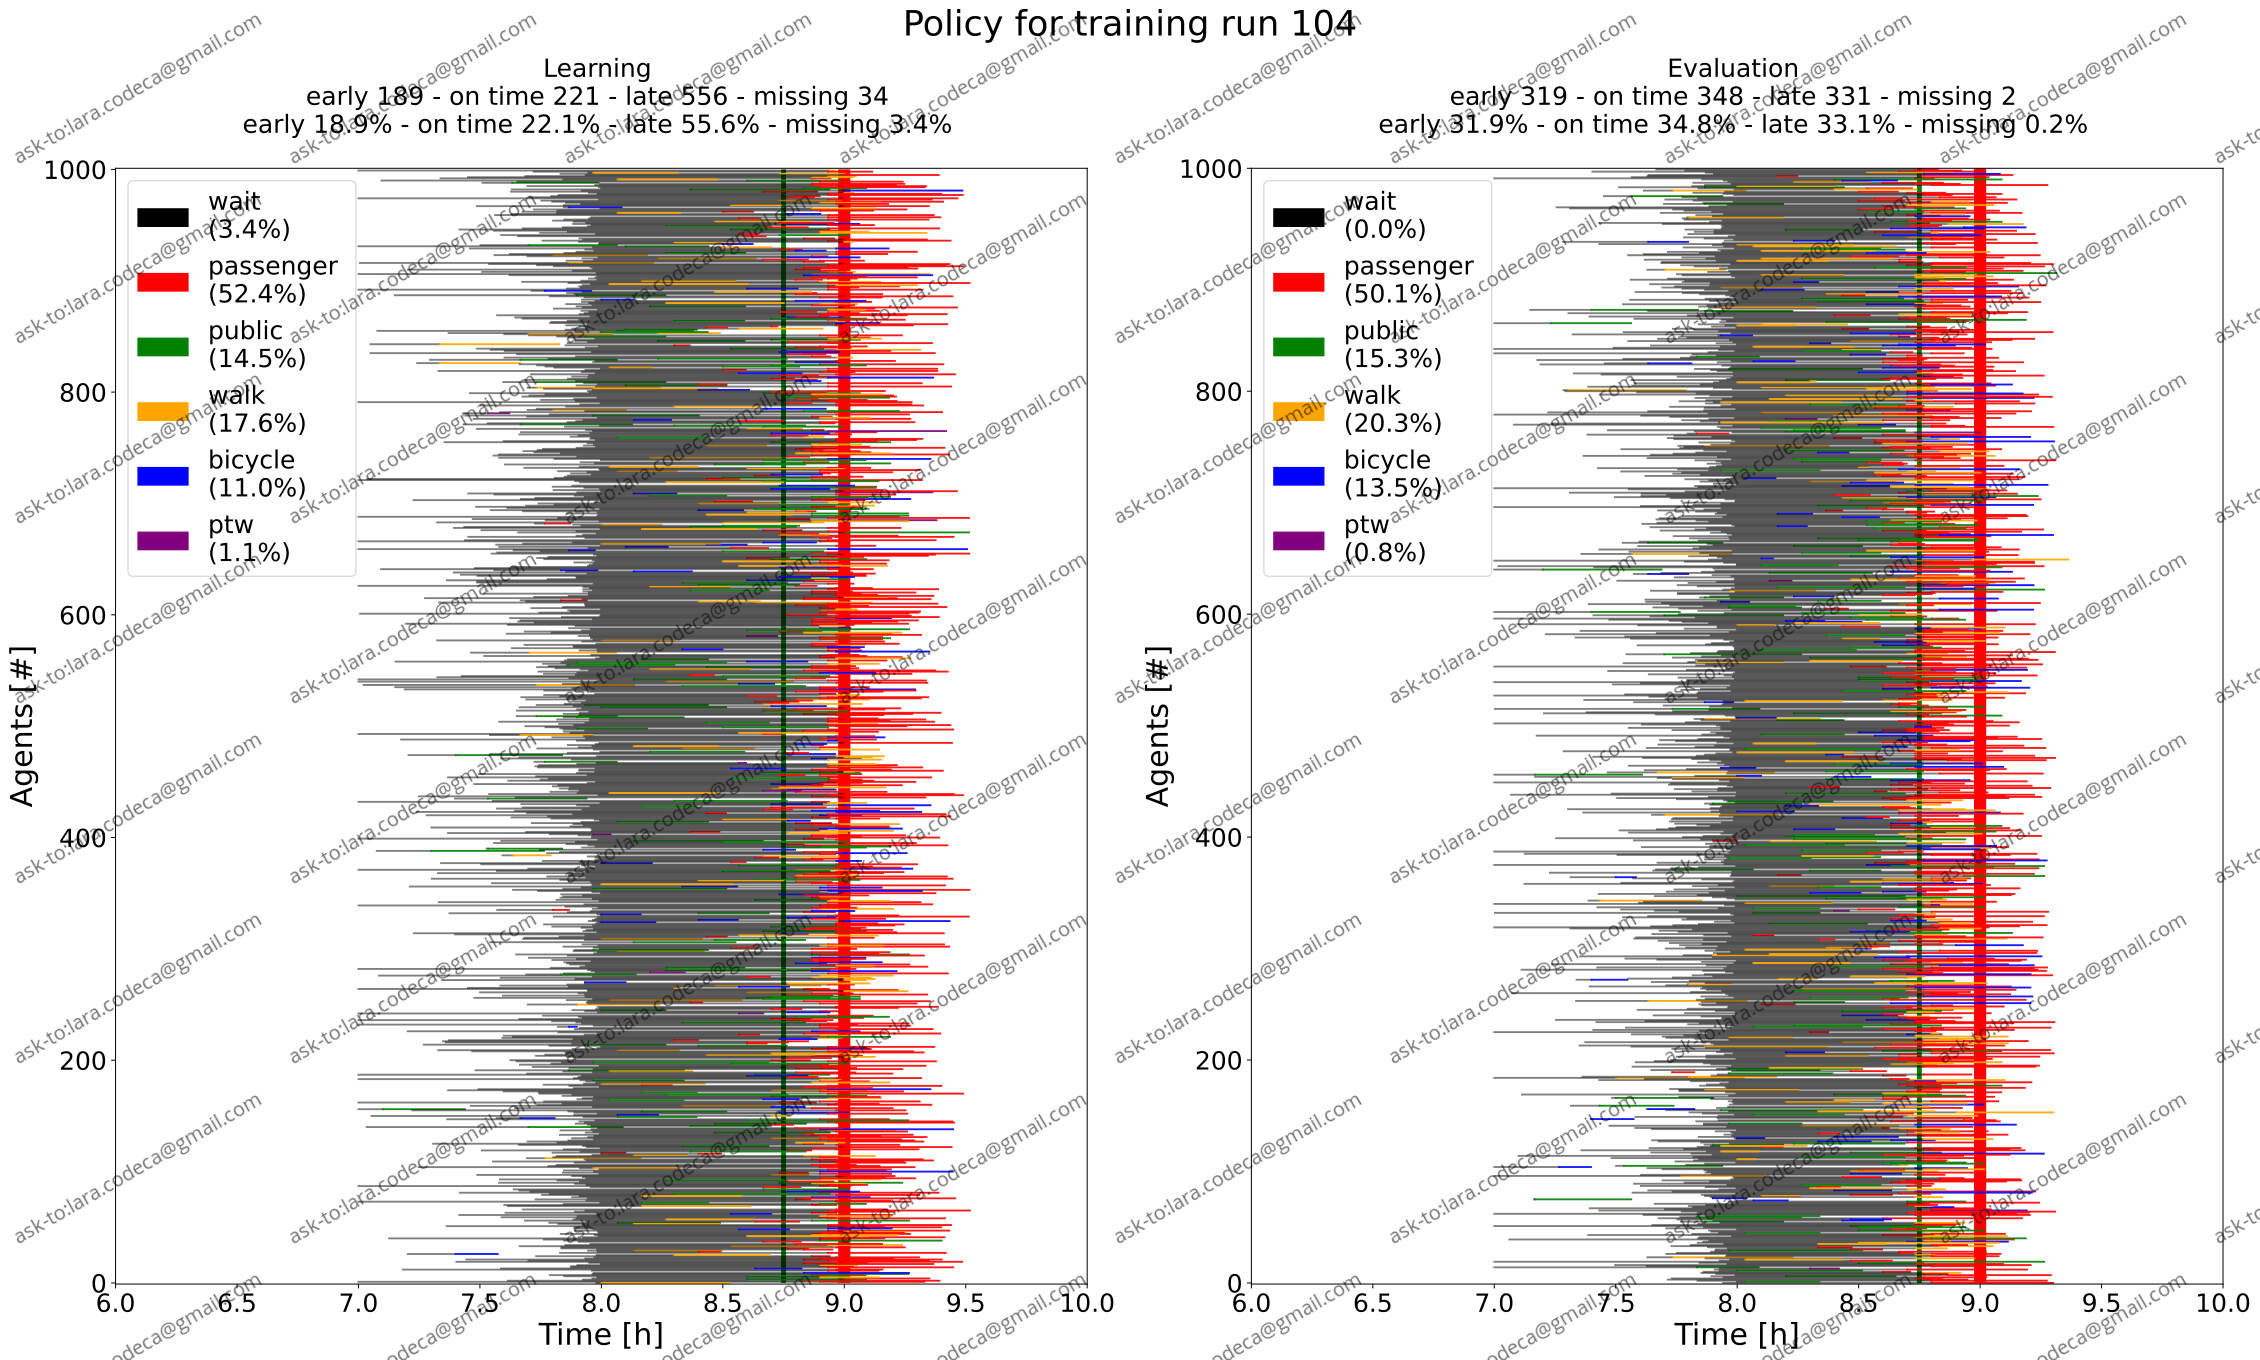 Policy for training run 104
Learning
early 189 - on time 221 - late 556 - missing 34
early 18.9% - on time 22.1% - late 55.6% - missing 3.4%
Agents [#]
1000
800
600
400
200
0
wait
(3.4%)
passenger
(52.4%)
public
(14.5%)
walk
(17.6%)
bicycle
(11.0%)
ptw
(1.1%)
6.0 6.5 7.0 7.5 8.0 8.5 9.0 9.5 10.0
Time [h]
Evaluation
early 319 - on time 348 - late 331 - missing 2
early 31.9% - on time 34.8% - late 33.1% - missing 0.2%
Agents [#]
1000
800
600
400
200
0
wait
(0.0%)
passenger
(50.1%)
public
(15.3%)
walk
(20.3%)
bicycle
(13.5%)
ptw
(0.8%)
6.0 6.5 7.0 7.5 8.0 8.5 9.0 9.5 10.0
Time [h]
ask-to:lara.codeca@gmail.com